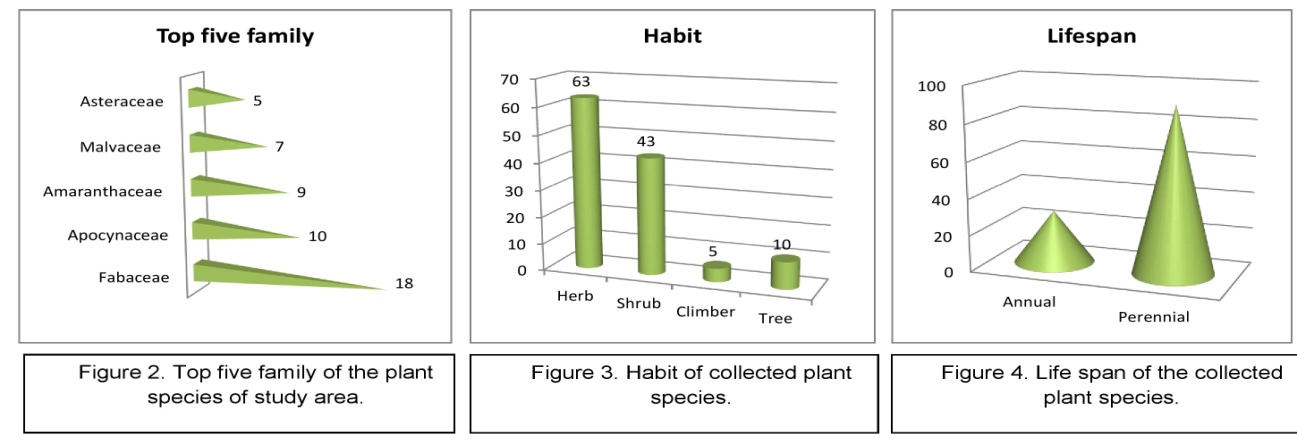 Top five family
Asteraceae 5
Malvaceae 7
Amaranthaceae 9
Apocynaceae 10
Fabaceae 18
Figure 2. Top five family of the plant
species of study area.
Habit
70
60
50
40
30
20
10
0
63
43
5
10
Herb
Shrub
Climber
Tree
Figure 3. Habit of collected plant
species.
Lifespan
100
80
60
40
20
0
Annual
Perennial
Figure 4. Life span of the collected
plant species.